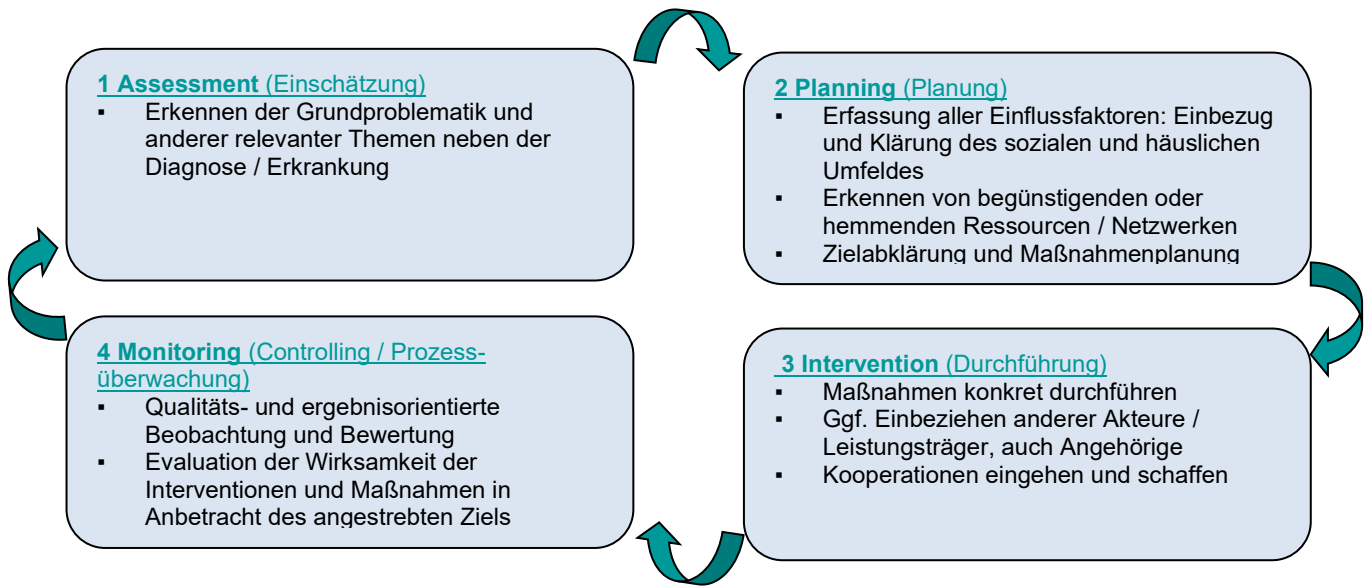 1 Assessment (Einschätzung)
▪ Erkennen der Grundproblematik und
anderer relevanter Themen neben der
Diagnose / Erkrankung
2 Planning (Planung)
▪ Erfassung aller Einflussfaktoren: Einbezug
und Klärung des sozialen und häuslichen
Umfeldes
▪ Erkennen von begünstigenden oder
hemmenden Ressourcen / Netzwerken
▪ Zielabklärung und Maßnahmenplanung
3 Intervention (Durchführung)
▪ Maßnahmen konkret durchführen
▪ Ggf. Einbeziehen anderer Akteure /
Leistungsträger, auch Angehörige
▪ Kooperationen eingehen und schaffen
4 Monitoring (Controlling / Prozess-
überwachung)
▪ Qualitäts- und ergebnisorientierte
Beobachtung und Bewertung
▪ Evaluation der Wirksamkeit der
Interventionen und Maßnahmen in
Anbetracht des angestrebten Ziels